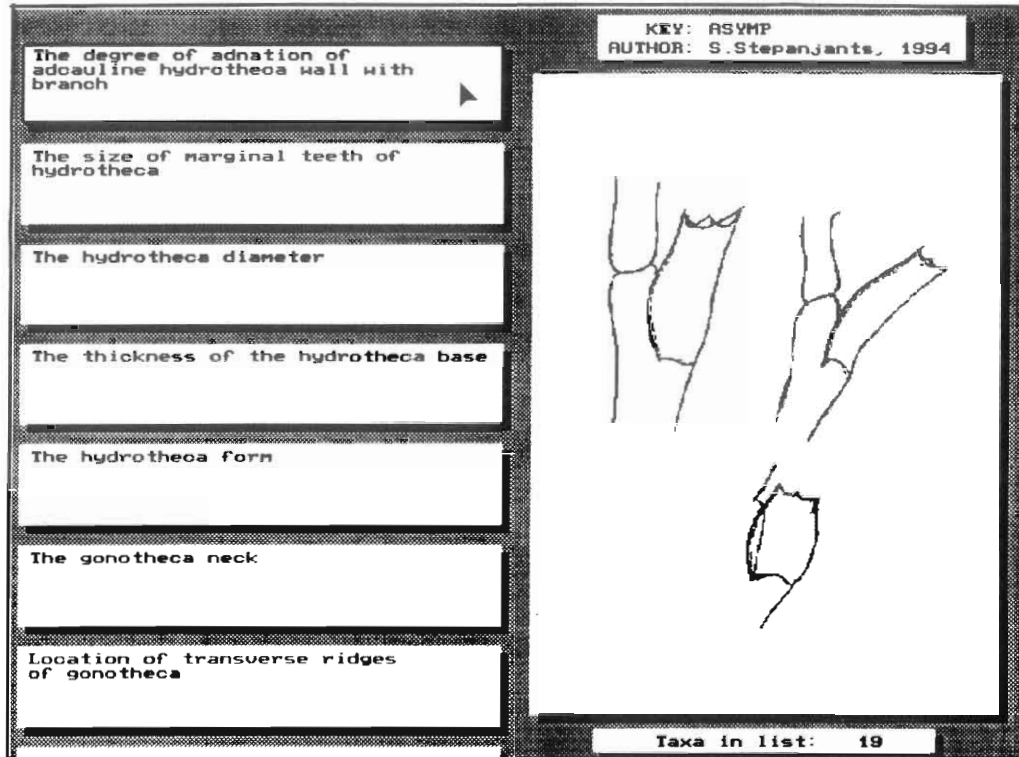 The degree of adnation of
adcauline hydrotheca wall with
branch
The size of marginal teeth of
hydrotheca
The hydrotheca diameter
The thickness of the hydrotheca base
The hydrotheca form
The gonotheca neck
Location of transverse ridges
of gonotheca
KEY: ASYMP
AUTHOR: S.Stepanjants, 1994
Taxa in list: 19